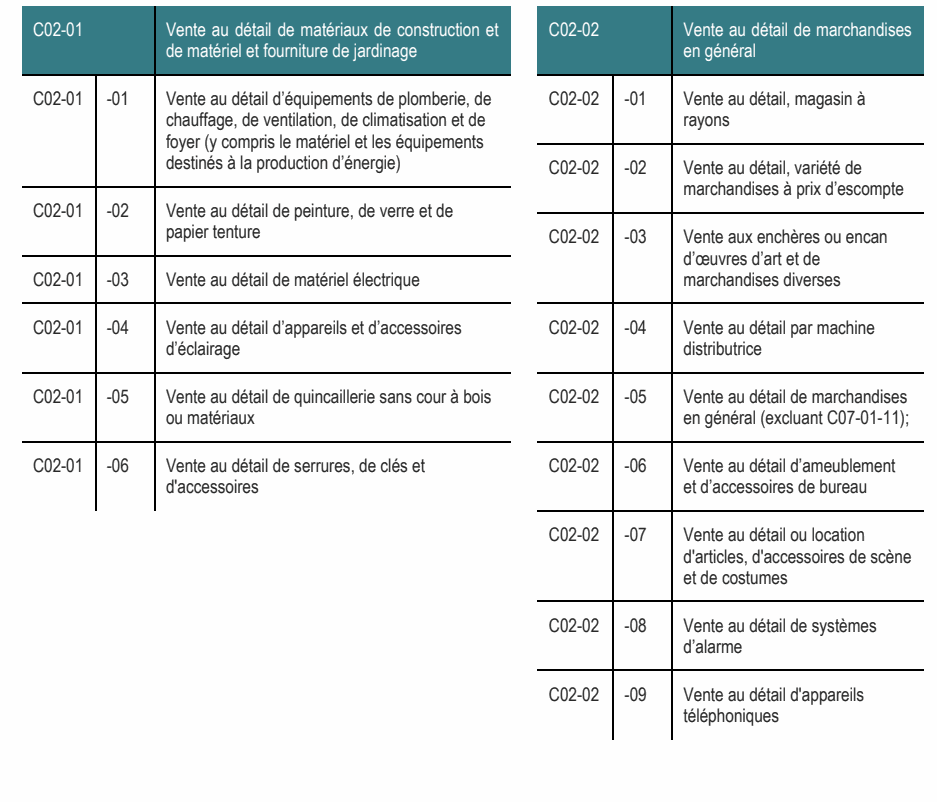 C02-01 Vente au détail de matériaux de construction et
de matériel et fourniture de jardinage
C02-01 -01 Vente au détail d’équipements de plomberie, de
chauffage, de ventilation, de climatisation et de
foyer (y compris le matériel et les équipements
destinés à la production d’énergie)
C02-01 -02 Vente au détail de peinture, de verre et de
papier tenture
C02-01 -03 Vente au détail de matériel électrique
C02-01 -04 Vente au détail d’appareils et d’accessoires
d’éclairage
C02-01 -05 Vente au détail de quincaillerie sans cour à bois
ou matériaux
C02-01 -06 Vente au détail de serrures, de clés et
d'accessoires
C02-02 Vente au détail de marchandises
en général
C02-02 -01 Vente au détail, magasin à
rayons
C02-02 -02 Vente au détail, variété de
marchandises à prix d’escompte
C02-02 -03 Vente aux enchères ou encan
d’œuvres d’art et de
marchandises diverses
C02-02 -04 Vente au détail par machine
distributrice
C02-02 -05 Vente au détail de marchandises
en général (excluant C07-01-11);
C02-02 -06 Vente au détail d’ameublement
et d’accessoires de bureau
C02-02 -07 Vente au détail ou location
d'articles, d'accessoires de scène
et de costumes
C02-02 -08 Vente au détail de systèmes
d’alarme
C02-02 -09 Vente au détail d'appareils
téléphoniques